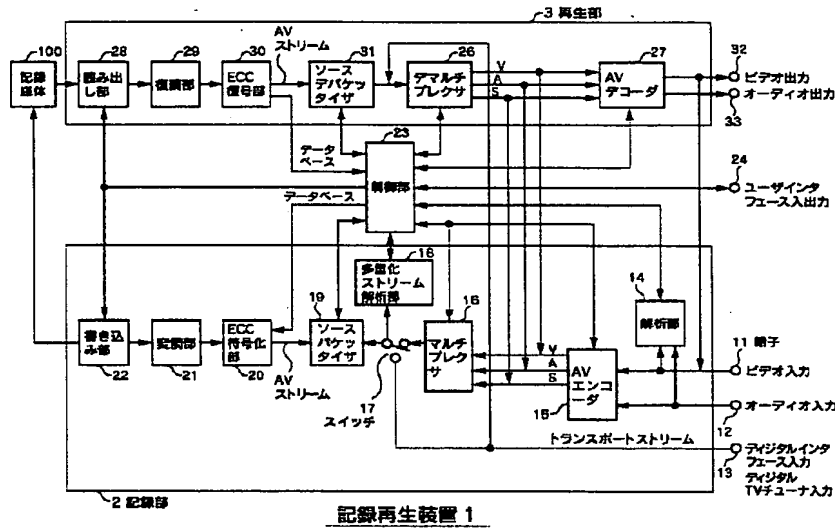 3 再生部
100
記録
媒体
28
読み出
し部
29
復調部
30
ECC
復号部
AV
ストリーム
31
ソース
デパケッ
タイザ
26
デマルチ
プレクサ
V
A
S
27
AV
デコーダ
32
ビデオ出力
オーディオ出力
33
データ
ベース
23
制御部
24
ユーザインタ
フェース入出力
データベース
18
多重化
ストリーム
解析部
14
解析部
書き込
み部
22
変調部
21
ECC
符号化
部
20
AV
ストリーム
19
ソース
パケッ
タイザ
17
スイッチ
16
マルチ
プレク
サ
V
A
S
AV
エンコ
ーダ
15
11 端子
ビデオ入力
オーディオ入力
12
トランスポートストリーム
ディジタルインタ
フェース入力
13
ディジタル
TVチューナ入力
2 記録部
記録再生装置 1